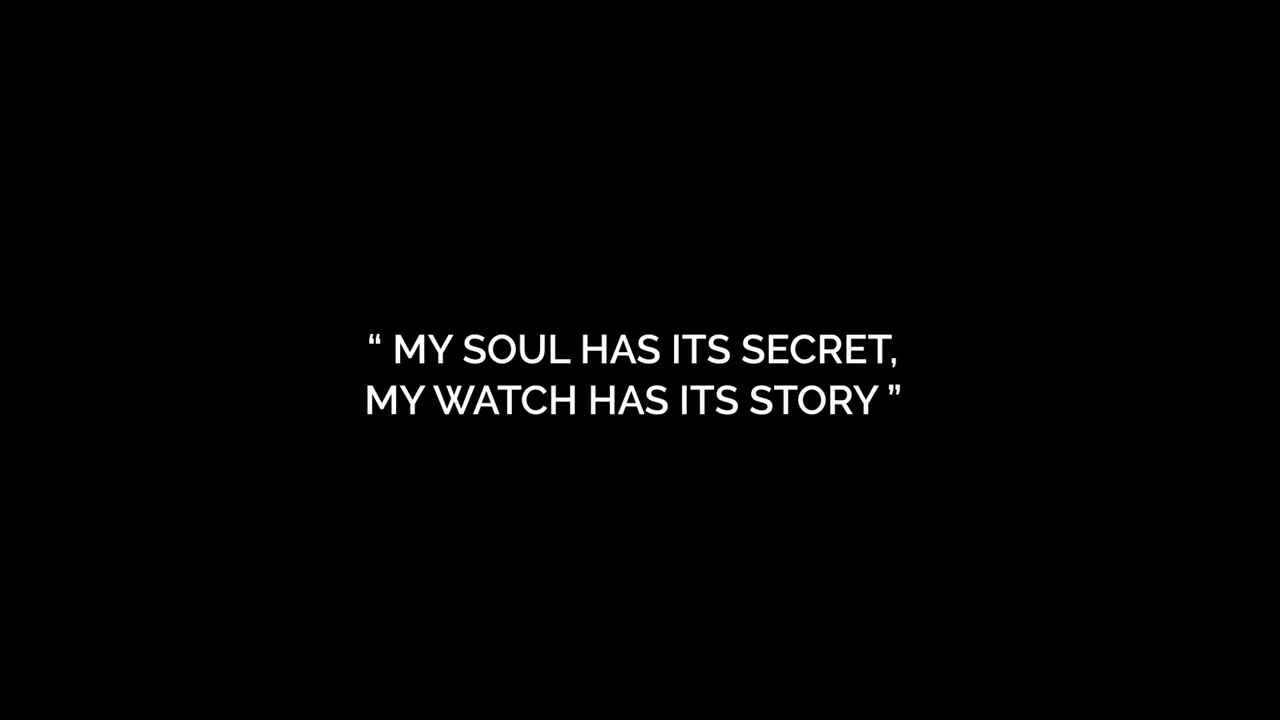 “ MY SOUL HAS ITS SECRET,
MY WATCH HAS ITS STORY ”